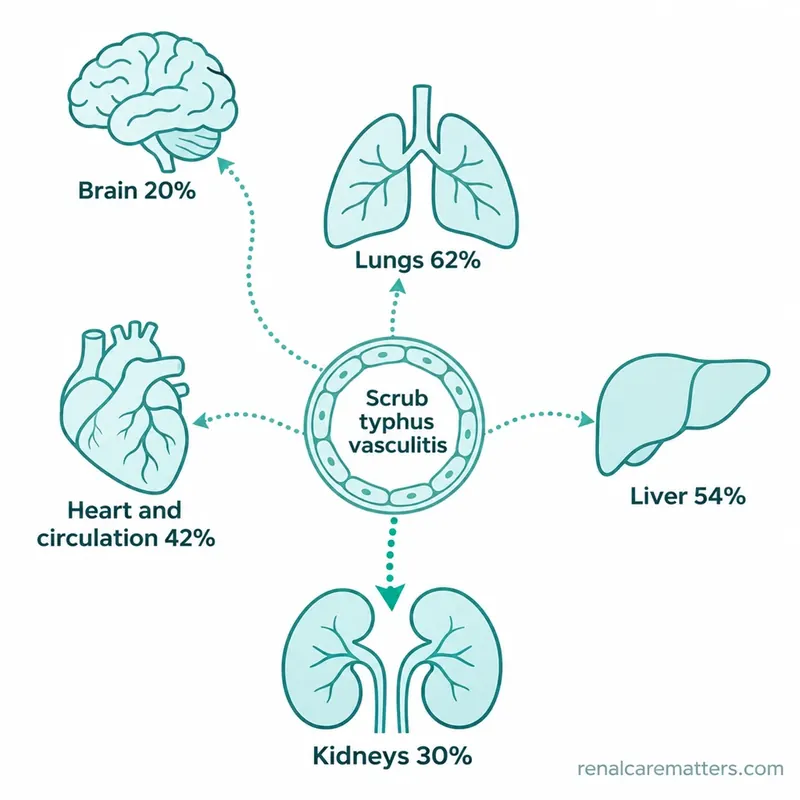 Brain 20%
Lungs 62%
Scrub
typhus
vasculitis
Heart and
circulation 42%
Liver 54%
Kidneys 30%
renalcarematters.com